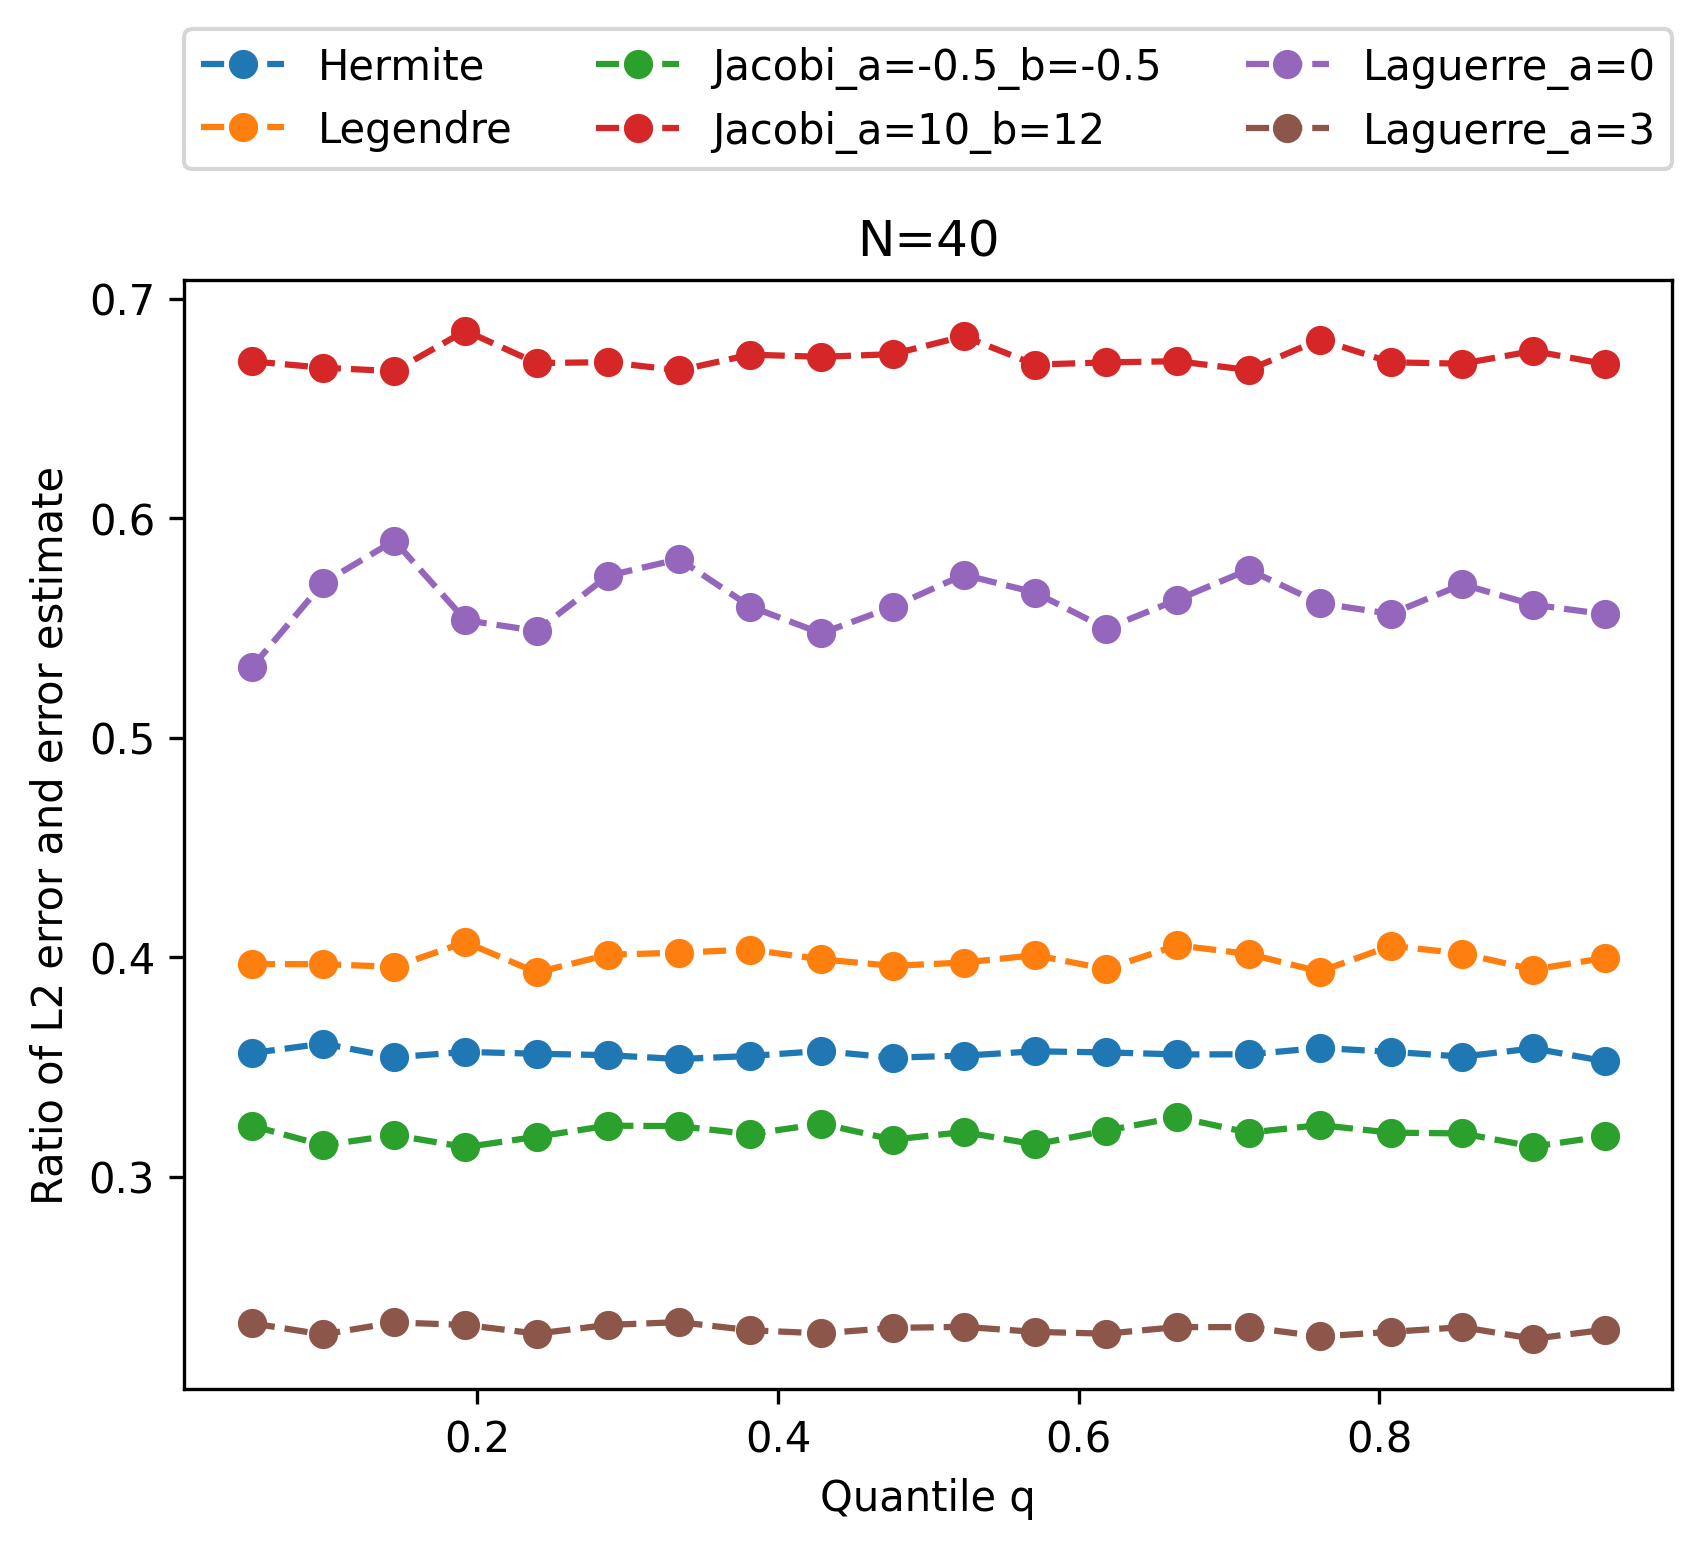 Hermite
Legendre
Jacobi_a=-0.5_b=-0.5
Jacobi_a=10_b=12
Laguerre_a=0
Laguerre_a=3
N=40
Ratio of L2 error and error estimate
0.7
0.6
0.5
0.4
0.3
0.2 0.4 0.6 0.8
Quantile q